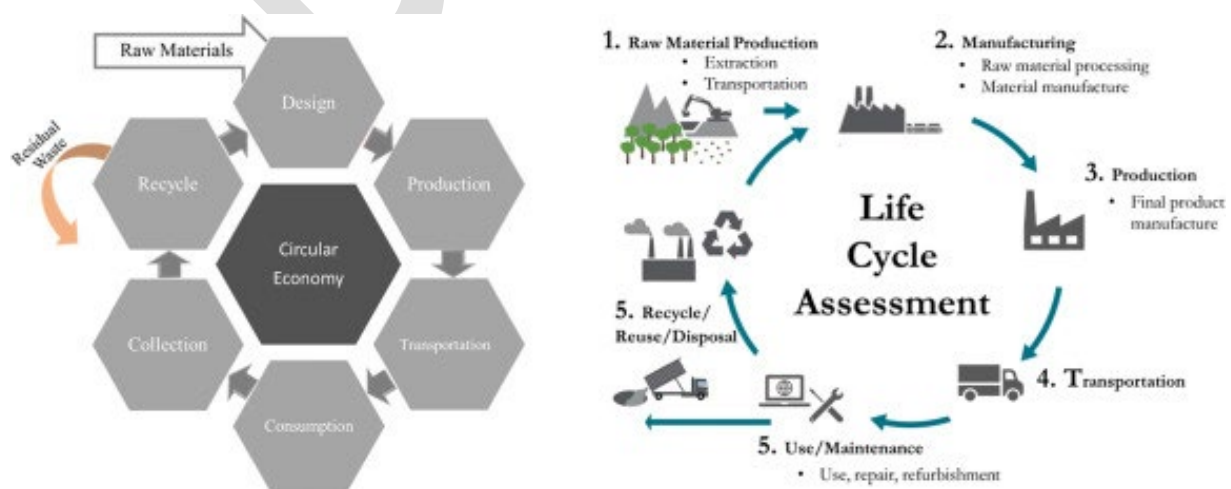 Raw Materials
Design
Production
Transportation
Consumption
Collection
Recycle
Residual
Waste
Circular
Economy
1. Raw Material Production
• Extraction
• Transportation
2. Manufacturing
• Raw material processing
• Material manufacture
3. Production
• Final product
manufacture
4. Transportation
5. Use/Maintenance
• Use, repair, refurbishment
5. Recycle/
Reuse/Disposal
Life
Cycle
Assessment